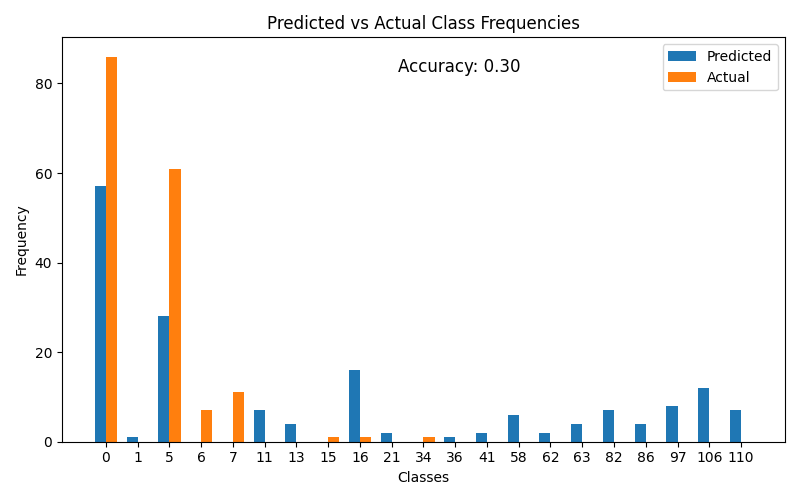 Predicted vs Actual Class Frequencies
Accuracy: 0.30
Predicted
Actual
80
60
40
20
0
Frequency
0 1 5 6 7 11 13 15 16 21 34 36 41 58 62 63 82 86 97 106 110
Classes